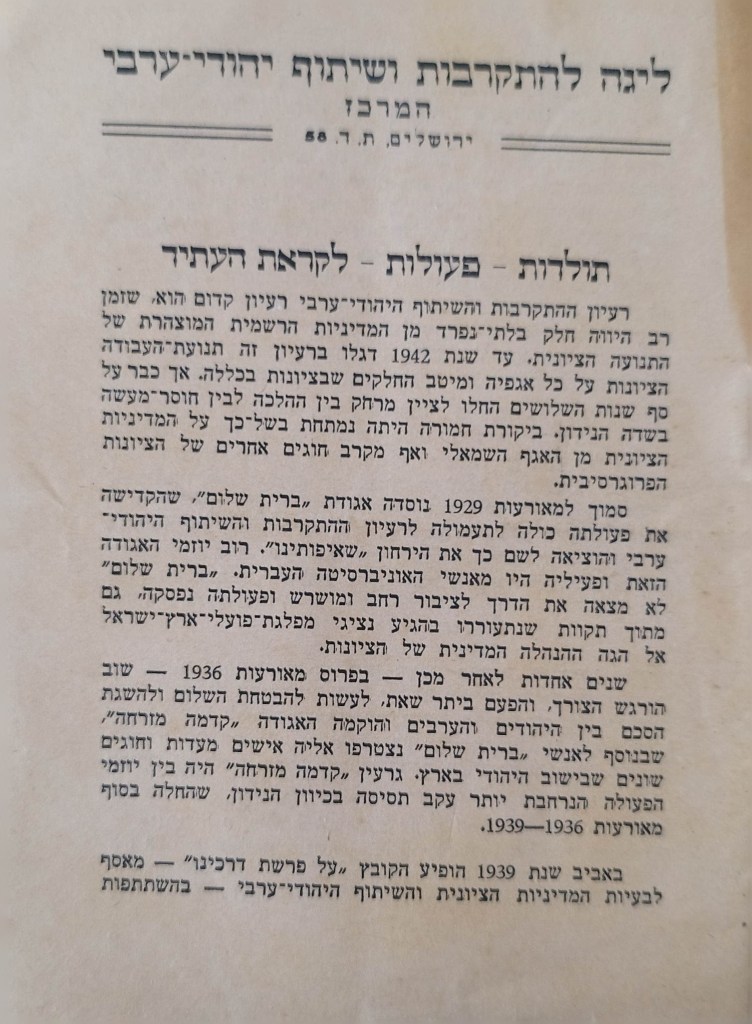 ליגה להתקרבות ושיתוף יהודי־ערבי
המרכז
ירושלים, ת. ד. 58
תולדות - פעולות - לקראת העתיד
רעיון ההתקרבות והשיתוף היהודי־ערבי רעיון קדום הוא, שזמן
רב היווה חלק בלתי־נפרד מן המדיניות הרשמית המוצהרת של
התנועה הציונית. עד שנת 1942 דגלו ברעיון זה תנועת־העבודה
הציונות על כל אגפיה ומיטב החלקים שבציונות בכללה. אך כבר על
סף שנות השלושים החלו לציין מרחק בין ההלכה לבין חוסר־מעשה
בשדה הנידון. ביקורת חמורה היתה נמתחת בשל־כך על המדיניות
הציונית מן האגף השמאלי ואף מקרב חוגים אחרים של הציונות
הפרוגרסיבית.
סמוך למאורעות 1929 נוסדה אגודת „ברית שלום", שהקדישה
את פעולתה כולה לתעמולה לרעיון ההתקרבות והשיתוף היהודי־
ערבי והוציאה לשם כך את הירחון „שאיפותינו". רוב יוזמי האגודה
הזאת ופעיליה היו מאנשי האוניברסיטה העברית. „ברית שלום"
לא מצאה את הדרך לציבור רחב ומושרש ופעולתה נפסקה, גם
מתוך תקוות שנתעוררו בהגיע נציגי מפלגת־פועלי־ארץ־ישראל
אל הגה ההנהלה המדינית של הציונות.
שנים אחדות לאחר מכן — בפרוס מאורעות 1936 — שוב
הורגש הצורך, והפעם ביתר שאת, לעשות להבטחת השלום ולהשגת
הסכם בין היהודים והערבים והוקמה האגודה „קדמה מזרחה",
שבנוסף לאנשי „ברית שלום" נצטרפו אליה אישים מעדות וחוגים
שונים שבישוב היהודי בארץ. גרעין „קדמה מזרחה" היה בין יוזמי
הפעולה הנרחבת יותר עקב תסיסה בכיוון הנידון, שהחלה בסוף
מאורעות 1936—1939.
באביב שנת 1939 הופיע הקובץ „על פרשת דרכינו" — מאסף
לבעיות המדיניות הציונית והשיתוף היהודי־ערבי — בהשתתפות